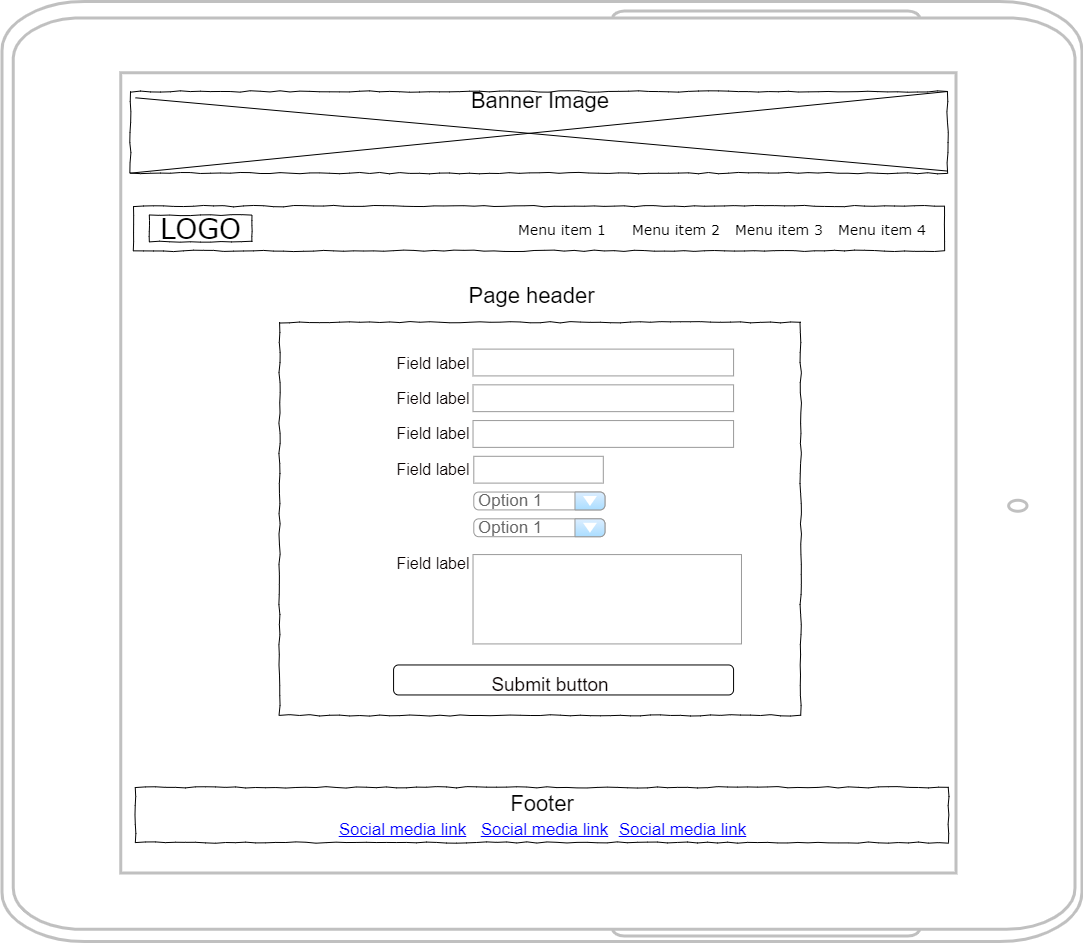 Banner Image
LOGO Menu item 1 Menu item 2 Menu item 3 Menu item 4
Page header
Field label
Field label
Field label
Field label
Option 1
Option 1
Field label
Submit button
Footer
Social media link Social media link Social media link